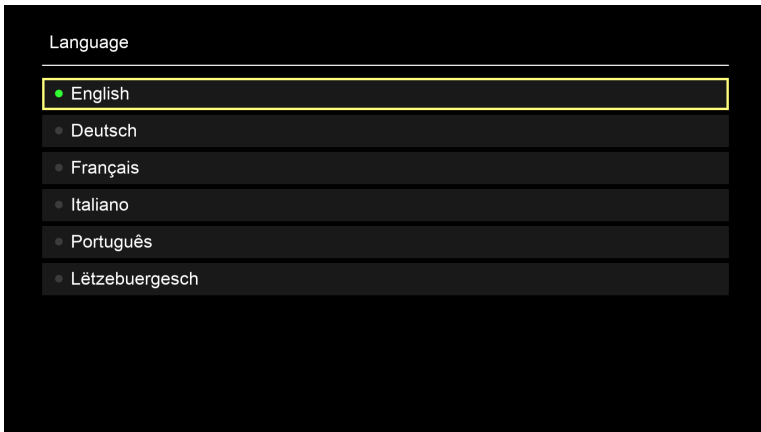 Language
English
Deutsch
Français
Italiano
Português
Lëtzebuergesch